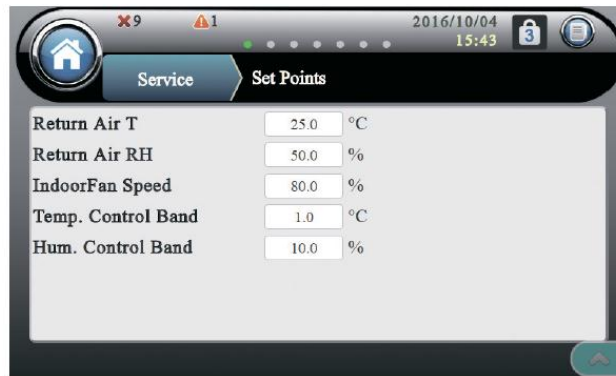 9 1 2016/10/04
15:43 3
Service Set Points
Return Air T 25.0 °C
Return Air RH 50.0 %
IndoorFan Speed 80.0 %
Temp. Control Band 1.0 °C
Hum. Control Band 10.0 %